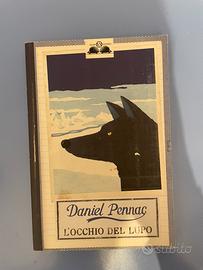 Daniel Pennac
L'OCCHIO DEL LUPO
subito